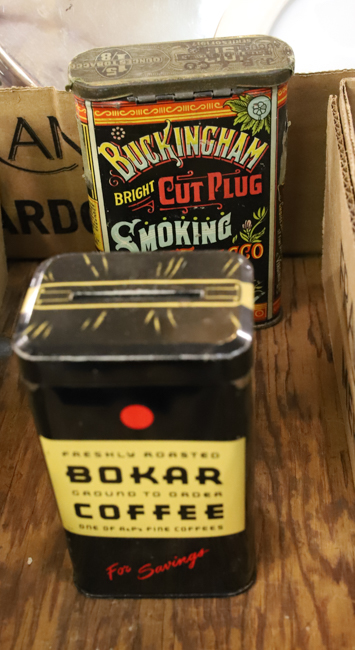 BUCKINGHAM
BRIGHT CUT PLUG
SMOKING
FRESHLY ROASTED
BOKAR
GROUND TO ORDER
COFFEE
ONE OF A&P's FINE COFFEES
For Savings